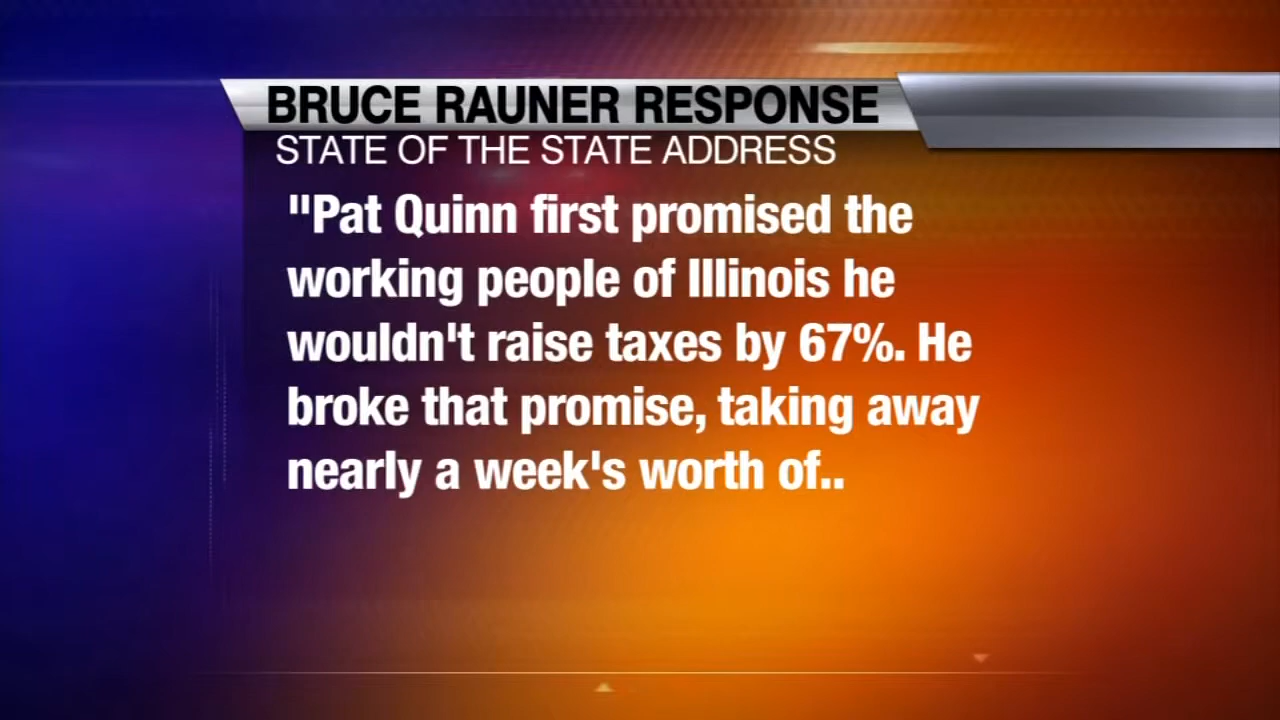 BRUCE RAUNER RESPONSE
STATE OF THE STATE ADDRESS
"Pat Quinn first promised the
working people of Illinois he
wouldn't raise taxes by 67%. He
broke that promise, taking away
nearly a week's worth of..